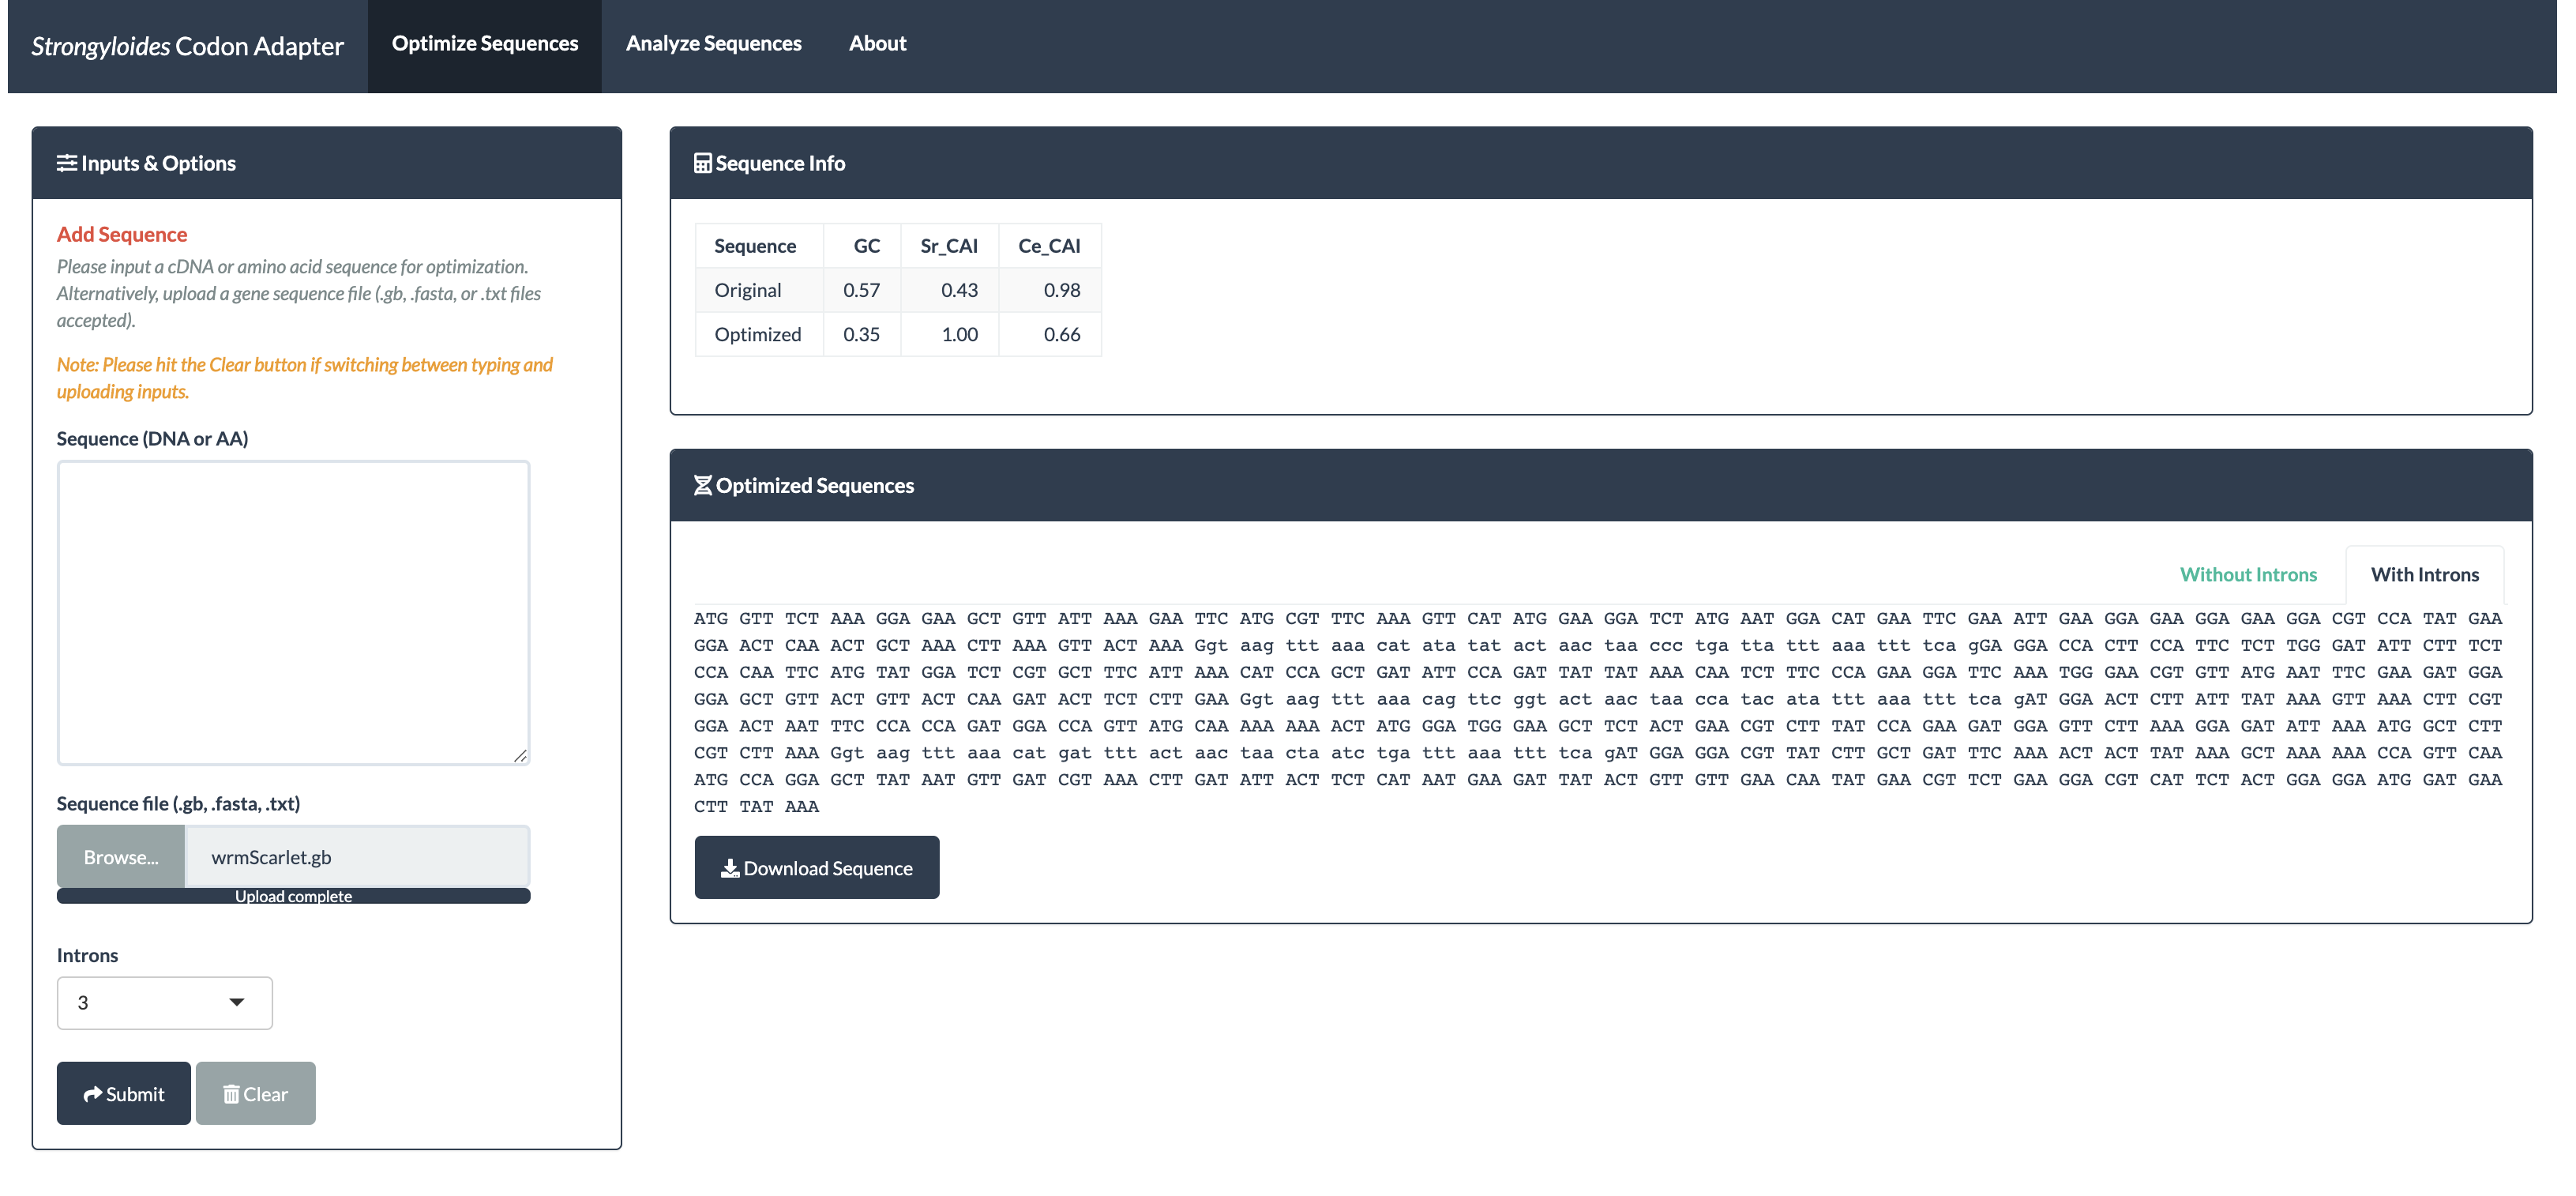 Strongyloides Codon Adapter
Optimize Sequences
Analyze Sequences
About
Inputs & Options
Add Sequence
Please input a cDNA or amino acid sequence for optimization.
Alternatively, upload a gene sequence file (.gb, .fasta, or .txt files
accepted).
Note: Please hit the Clear button if switching between typing and
uploading inputs.
Sequence (DNA or AA)
Sequence file (.gb, .fasta, .txt)
Browse... wrmScarlet.gb
Upload complete
Introns
3
Submit Clear
Sequence Info
Sequence GC Sr_CAI Ce_CAI
Original 0.57 0.43 0.98
Optimized 0.35 1.00 0.66
Optimized Sequences
Without Introns With Introns
ATG GTT TCT AAA GGA GAA GCT GTT ATT AAA GAA TTC ATG CGT TTC AAA GTT CAT ATG GAA GGA TCT ATG AAT GGA CAT GAA TTC GAA ATT GAA GGA GAA GGA GAA GGA CGT CCA TAT GAA
GGA ACT CAA ACT GCT AAA CTT AAA GTT ACT AAA Ggt aag ttt aaa cat ata tat act aac taa ccc tga tta ttt aaa ttt tca gGA GGA CCA CTT CCA TTC TCT TGG GAT ATT CTT TCT
CCA CAA TTC ATG TAT GGA TCT CGT GCT TTC ATT AAA CAT CCA GCT GAT ATT CCA GAT TAT TAT AAA CAA TCT TTC CCA GAA GGA TTC AAA TGG GAA CGT GTT ATG AAT TTC GAA GAT GGA
GGA GCT GTT ACT GTT ACT CAA GAT ACT TCT CTT GAA Ggt aag ttt aaa cag ttc ggt act aac taa cca tac ata ttt aaa ttt tca gAT GGA ACT CTT ATT TAT AAA GTT AAA CTT CGT
GGA ACT AAT TTC CCA CCA GAT GGA CCA GTT ATG CAA AAA AAA ACT ATG GGA TGG GAA GCT TCT ACT GAA CGT CTT TAT CCA GAA GAT GGA GTT CTT AAA GGA GAT ATT AAA ATG GCT CTT
CGT CTT AAA Ggt aag ttt aaa cat gat ttt act aac taa cta atc tga ttt aaa ttt tca gAT GGA GGA CGT TAT CTT GCT GAT TTC AAA ACT ACT TAT AAA GCT AAA AAA CCA GTT CAA
ATG CCA GGA GCT TAT AAT GTT GAT CGT AAA CTT GAT ATT ACT TCT CAT AAT GAA GAT TAT ACT GTT GTT GAA CAA TAT GAA CGT TCT GAA GGA CGT CAT TCT ACT GGA GGA ATG GAT GAA
CTT TAT AAA
Download Sequence